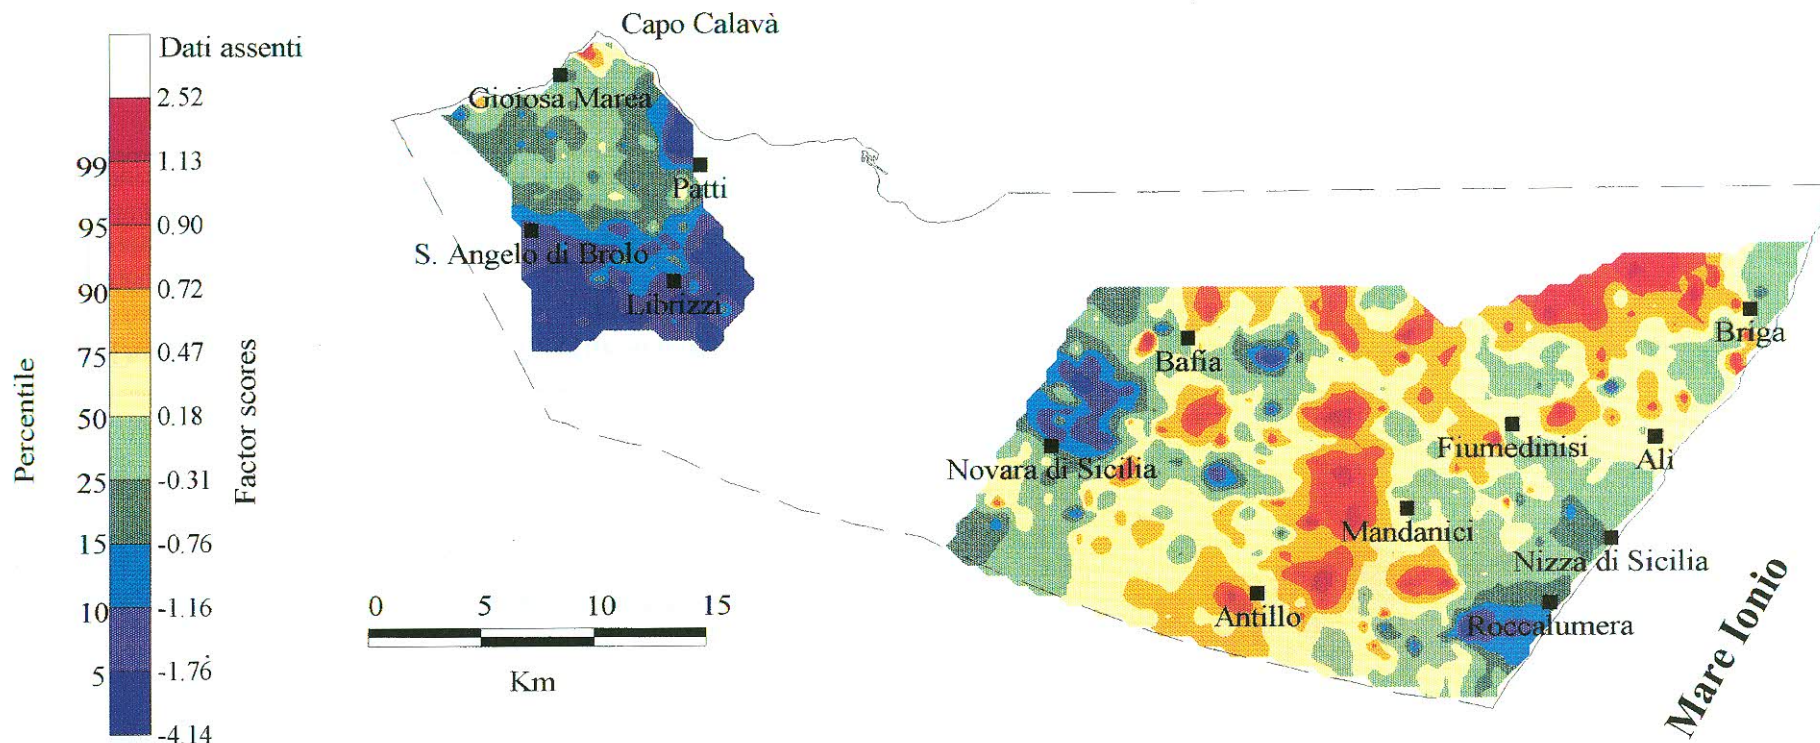 Capo Calavà
Dati assenti
2.52
Gioiosa Marea
99
1.13
Patti
95
0.90
S. Angelo di Brolo
90
0.72
Librizzi
Briga
75
0.47
Bafia
50
0.18
Fiumedinisi
Alì
Novara di Sicilia
25
-0.31
Mandanici
15
-0.76
Nizza di Sicilia
0 5 10 15
10
-1.16
Antillo
Roccalumera
5
-1.76
Km
-4.14
Percentile
Factor scores
Mare Ionio